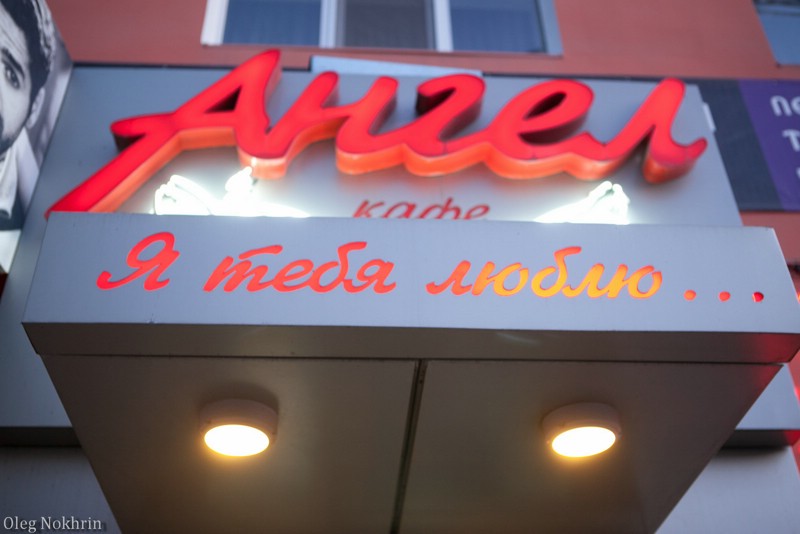 Ангел
кафе
Я тебя люблю...
Oleg Nokhrin